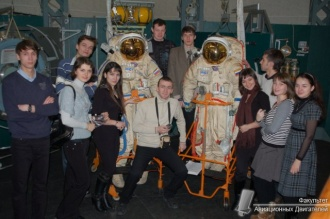 Факультет
Авиационных Двигателей